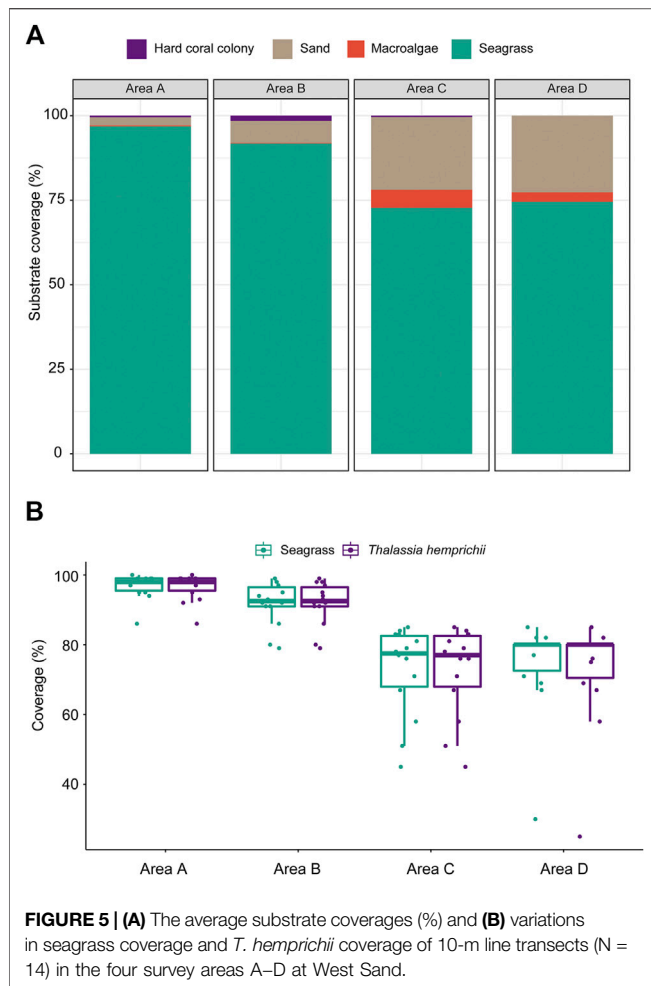 A
Hard coral colony Sand Macroalgae Seagrass
Area A Area B Area C Area D
Substrate coverage (%)
100
75
50
25
0
B
Seagrass Thalassia hemprichii
Coverage (%)
100
80
60
40
Area A Area B Area C Area D
FIGURE 5 | (A) The average substrate coverages (%) and (B) variations
in seagrass coverage and T. hemprichii coverage of 10-m line transects (N =
14) in the four survey areas A–D at West Sand.